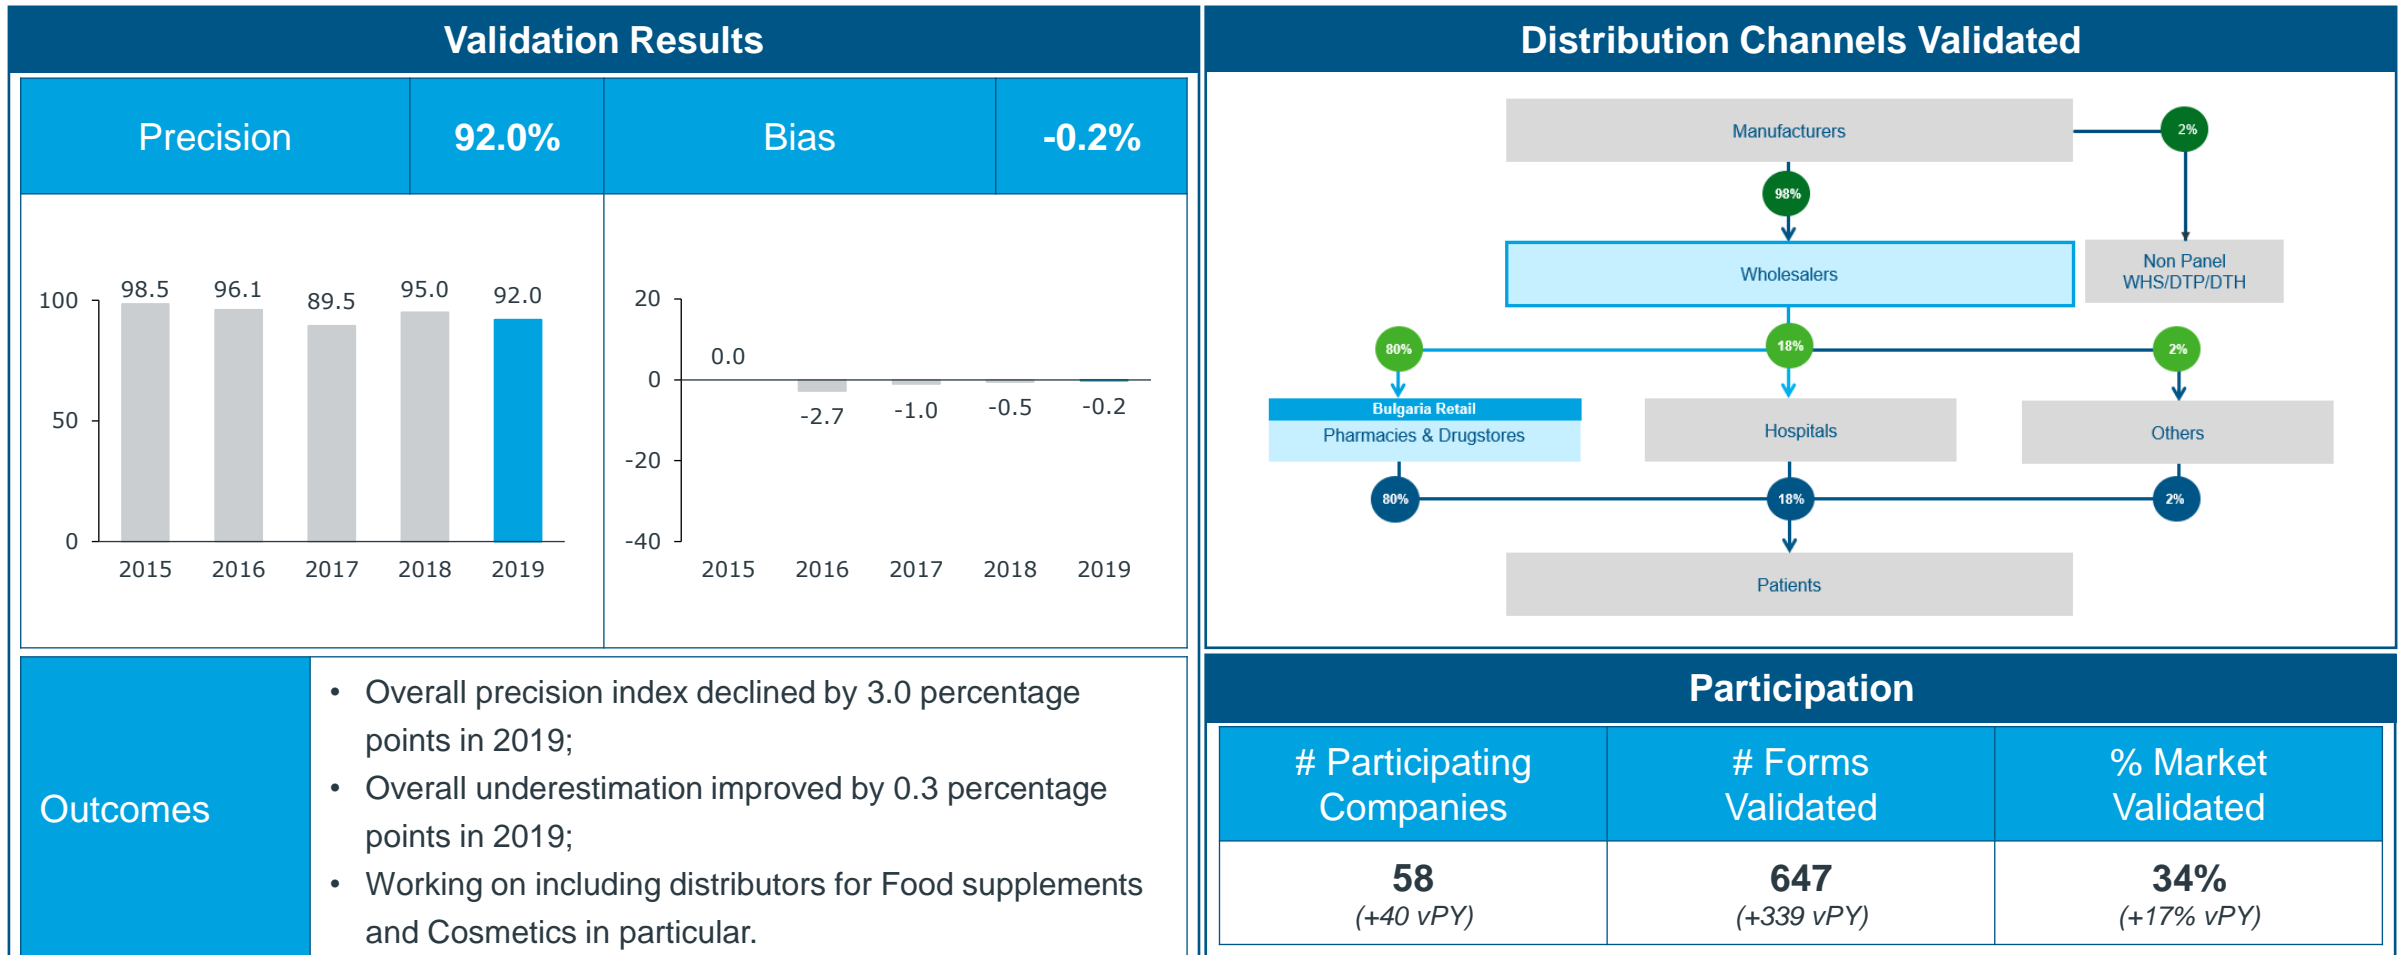 Validation Results
Precision
92.0%
Bias
-0.2%
100
50
0
98.5
96.1
89.5
95.0
92.0
2015
2016
2017
2018
2019
20
0
-20
-40
0.0
-2.7
-1.0
-0.5
-0.2
2015
2016
2017
2018
2019
Outcomes
• Overall precision index declined by 3.0 percentage
points in 2019;
• Overall underestimation improved by 0.3 percentage
points in 2019;
• Working on including distributors for Food supplements
and Cosmetics in particular.
Distribution Channels Validated
Manufacturers
2%
98%
Wholesalers
Non Panel
WHS/DTP/DTH
80%
18%
2%
Bulgaria Retail
Pharmacies & Drugstores
Hospitals
Others
80%
18%
2%
Patients
Participation
# Participating
Companies
# Forms
Validated
% Market
Validated
58
(+40 vPY)
647
(+339 vPY)
34%
(+17% vPY)